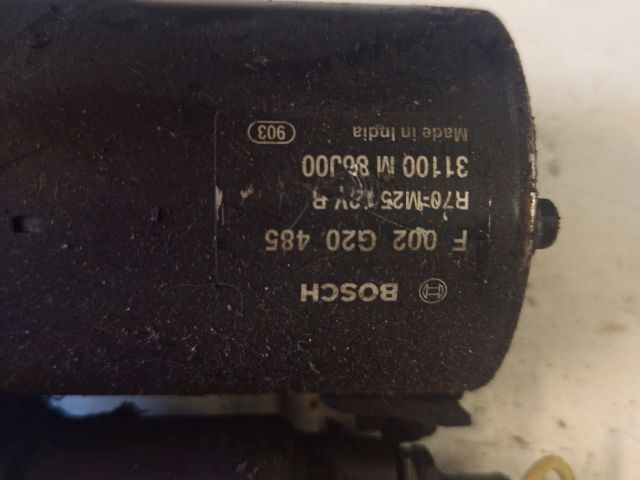 BOSCH
F 002 G20 485
R70-M25 12V R
31100 M 86J00
Made in India
903